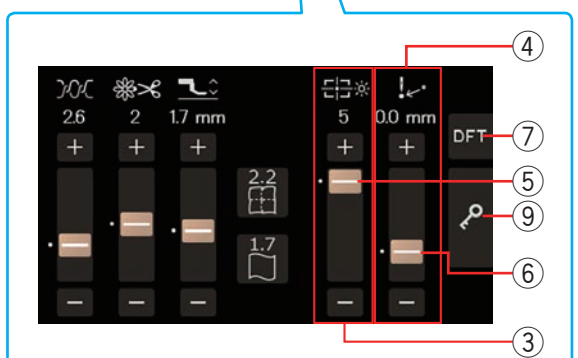 ④
2.6 2 1.7 mm 5 0.0 mm
+ + + + +
DFT ⑦
2.2
⑤
⑨
1.7
⑥
− − − − −
③